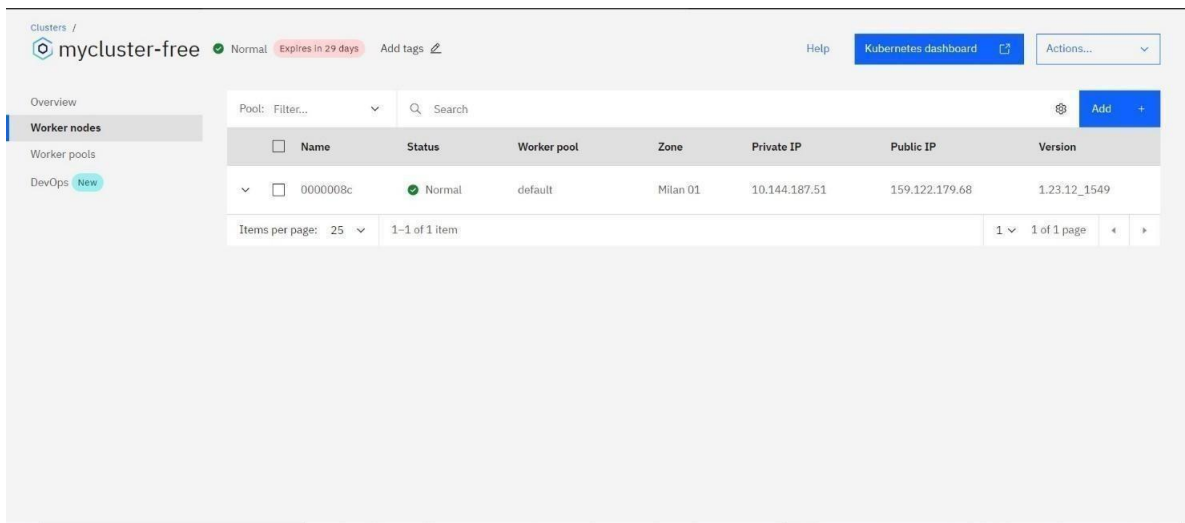 Clusters /
mycluster-free Normal Expires in 29 days Add tags Help Kubernetes dashboard Actions...
Overview
Worker nodes
Worker pools
DevOps New
Pool: Filter... Search Add +
Name Status Worker pool Zone Private IP Public IP Version
0000008c Normal default Milan 01 10.144.187.51 159.122.179.68 1.23.12_1549
Items per page: 25 1–1 of 1 item 1 1 of 1 page